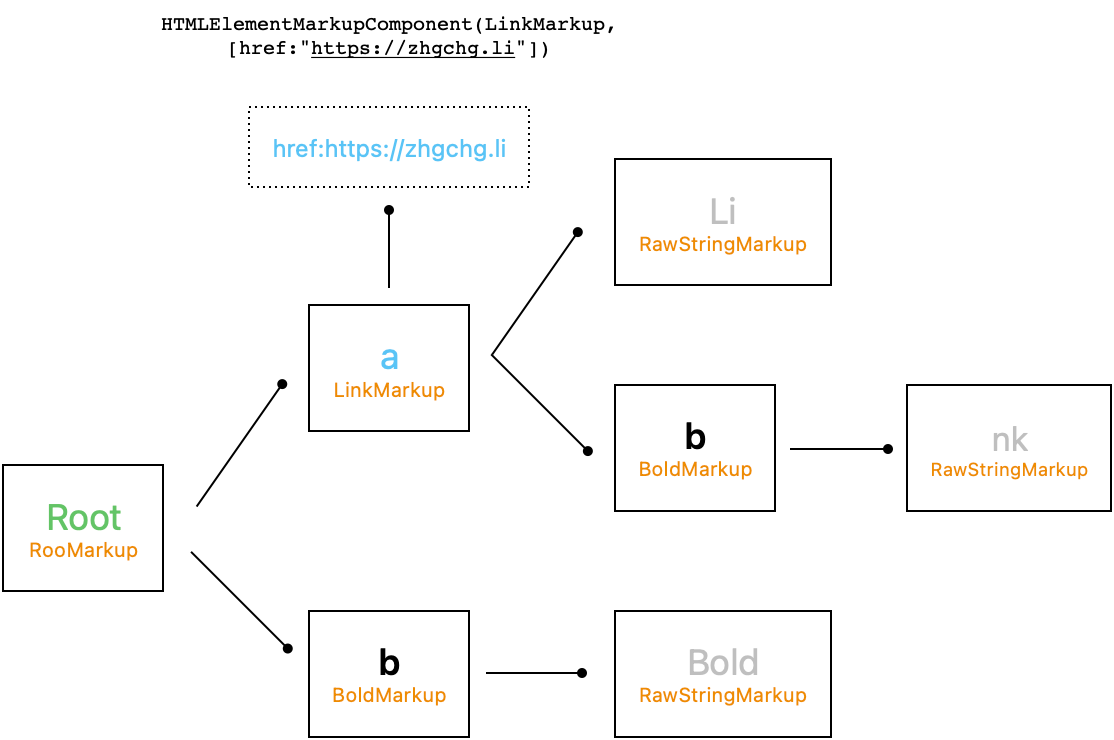 HTMLElementMarkupComponent(LinkMarkup,
[href:"https://zhgchg.li"])
href:https://zhgchg.li
Li
RawStringMarkup
a
LinkMarkup
b
BoldMarkup
nk
RawStringMarkup
Root
RooMarkup
b
BoldMarkup
Bold
RawStringMarkup